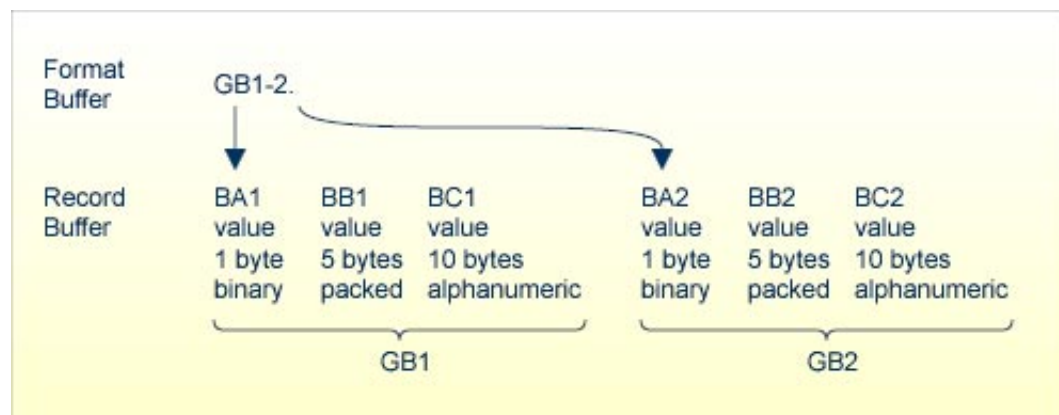 Format
Buffer
GB1-2.
Record
Buffer
BA1 BB1 BC1 BA2 BB2 BC2
value value value value value value
1 byte 5 bytes 10 bytes 1 byte 5 bytes 10 bytes
binary packed alphanumeric binary packed alphanumeric
GB1 GB2